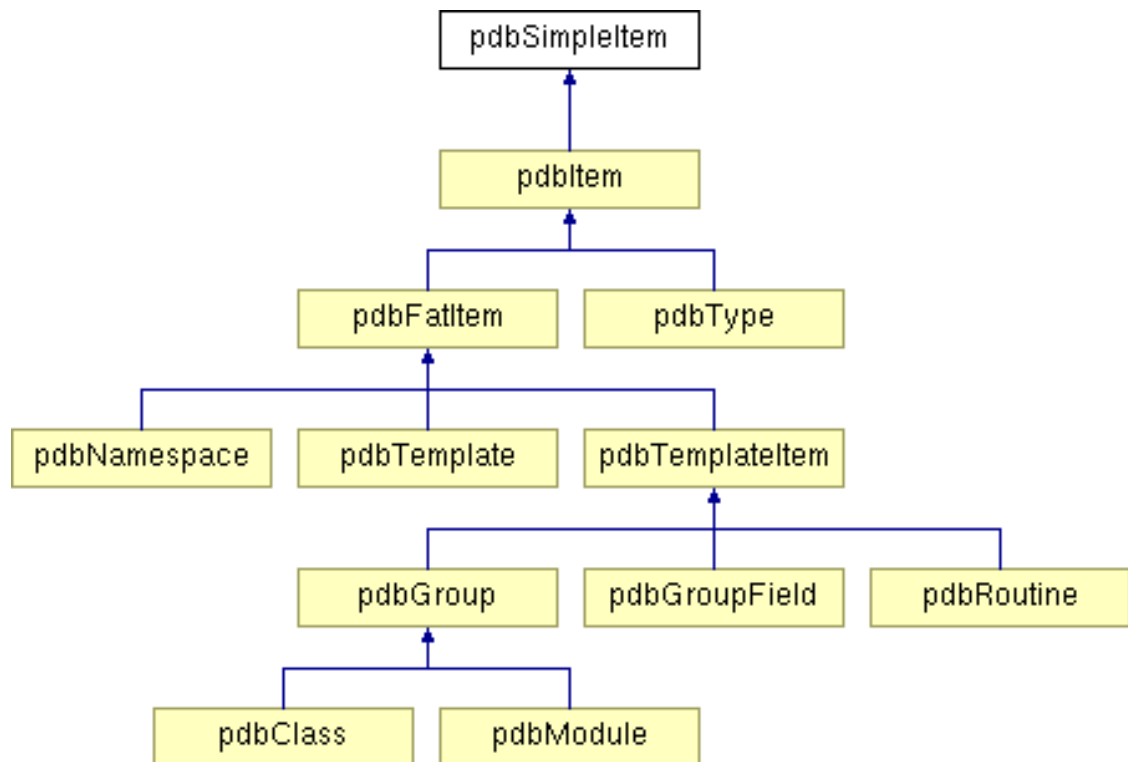 pdbSimpleItem
pdbItem
pdbFatItem
pdbType
pdbNamespace
pdbTemplate
pdbTemplateItem
pdbGroup
pdbGroupField
pdbRoutine
pdbClass
pdbModule